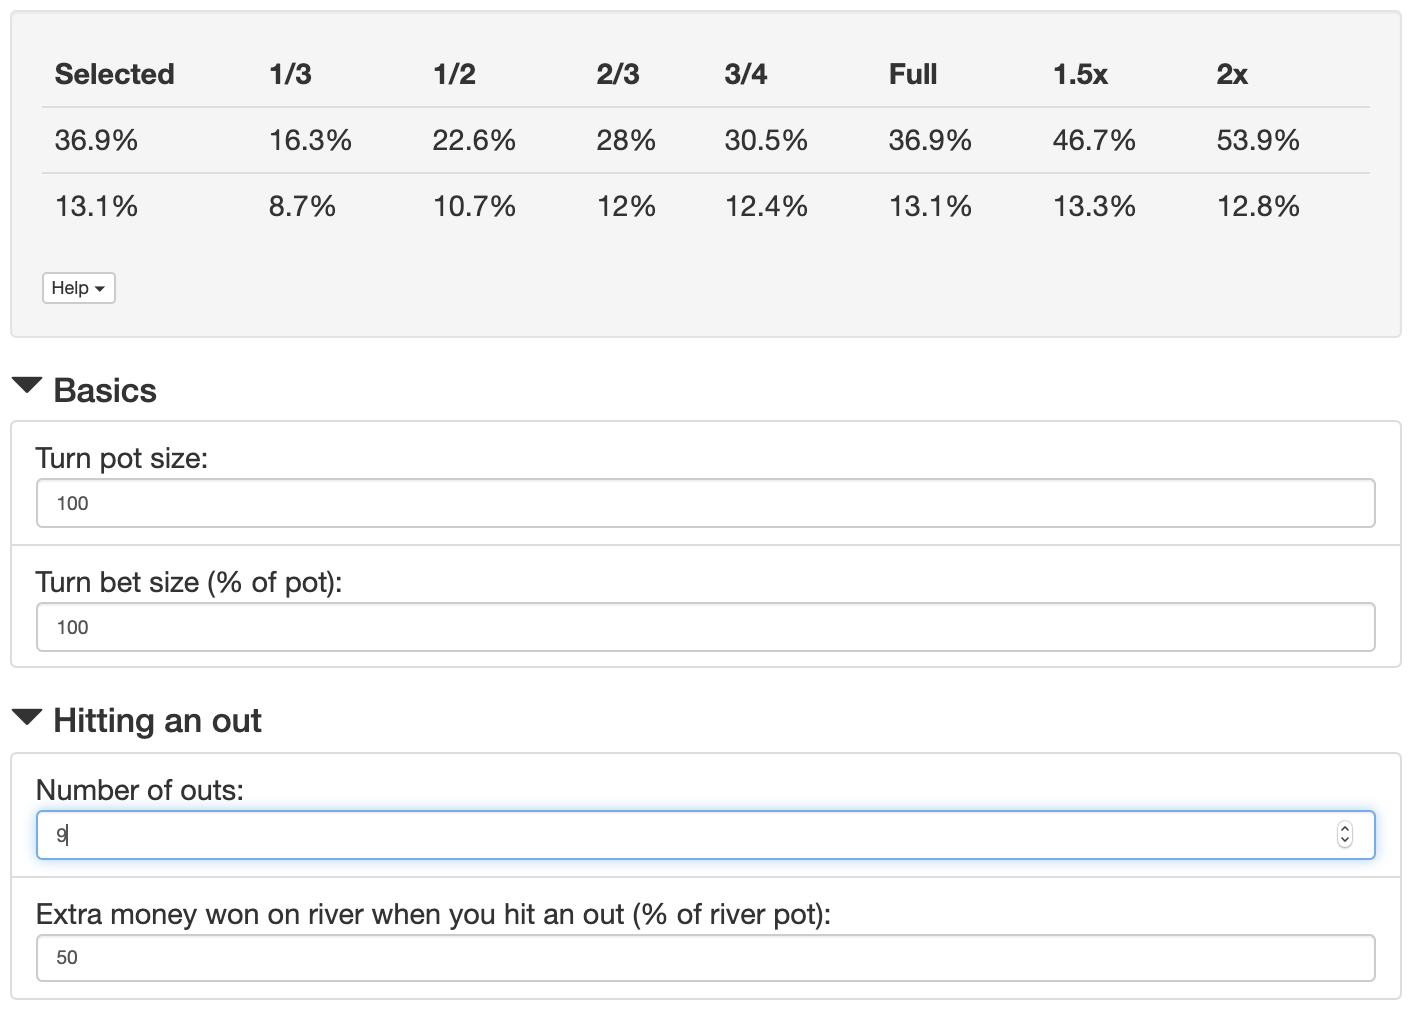 Selected 1/3 1/2 2/3 3/4 Full 1.5x 2x
36.9% 16.3% 22.6% 28% 30.5% 36.9% 46.7% 53.9%
13.1% 8.7% 10.7% 12% 12.4% 13.1% 13.3% 12.8%
Help
Basics
Turn pot size:
100
Turn bet size (% of pot):
100
Hitting an out
Number of outs:
9
Extra money won on river when you hit an out (% of river pot):
50